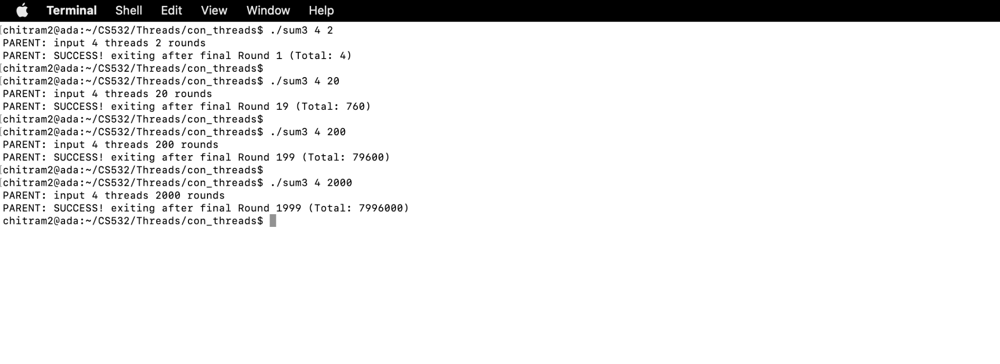 Terminal Shell Edit View Window Help
[chitram2@ada:~/CS532/Threads/con_threads$ ./sum3 4 2
PARENT: input 4 threads 2 rounds
PARENT: SUCCESS! exiting after final Round 1 (Total: 4)
[chitram2@ada:~/CS532/Threads/con_threads$
[chitram2@ada:~/CS532/Threads/con_threads$ ./sum3 4 20
PARENT: input 4 threads 20 rounds
PARENT: SUCCESS! exiting after final Round 19 (Total: 760)
[chitram2@ada:~/CS532/Threads/con_threads$
[chitram2@ada:~/CS532/Threads/con_threads$ ./sum3 4 200
PARENT: input 4 threads 200 rounds
PARENT: SUCCESS! exiting after final Round 199 (Total: 79600)
[chitram2@ada:~/CS532/Threads/con_threads$
[chitram2@ada:~/CS532/Threads/con_threads$ ./sum3 4 2000
PARENT: input 4 threads 2000 rounds
PARENT: SUCCESS! exiting after final Round 1999 (Total: 7996000)
chitram2@ada:~/CS532/Threads/con_threads$